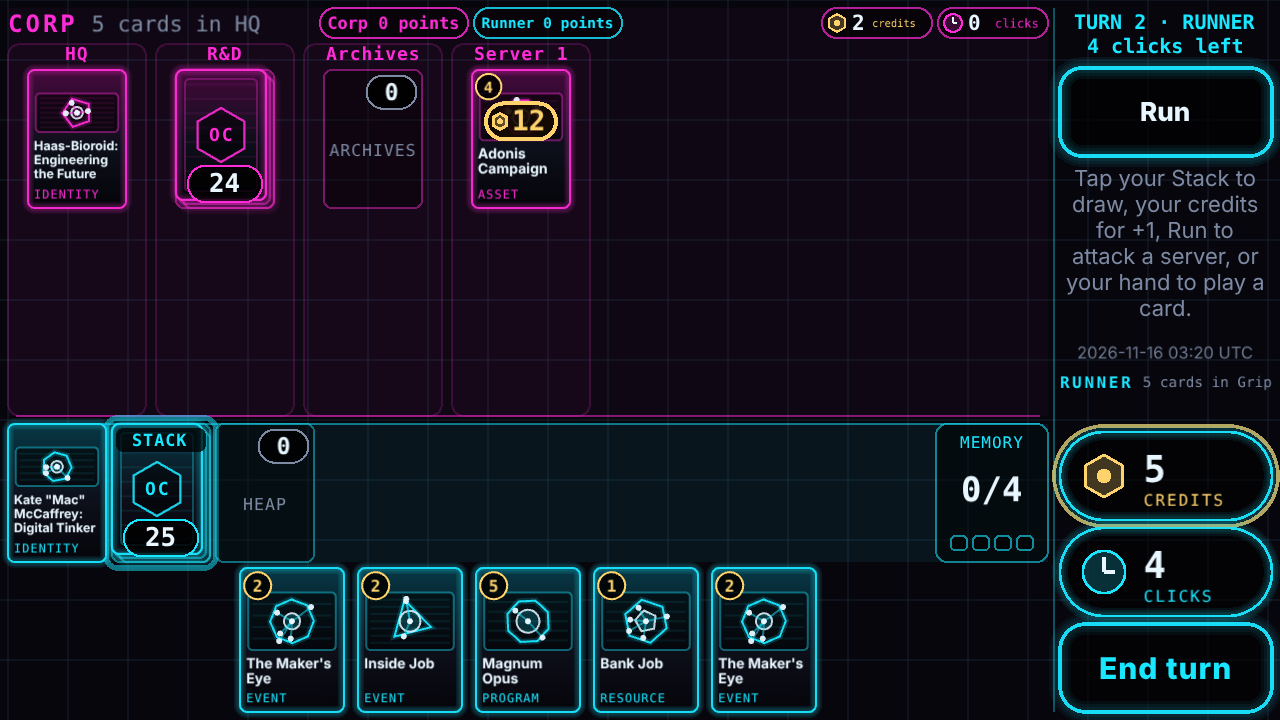 CORP 5 cards in HQ
Corp 0 points
Runner 0 points
2 credits
0 clicks
HQ
R&D
Archives
Server 1
Haas-Bioroid:
Engineering
the Future
IDENTITY
OC
24
0
ARCHIVES
4
12
Adonis
Campaign
ASSET
TURN 2 · RUNNER
4 clicks left
Run
Tap your Stack to
draw, your credits
for +1, Run to
attack a server, or
your hand to play a
card.
2026-11-16 03:20 UTC
RUNNER 5 cards in Grip
Kate "Mac"
McCaffrey:
Digital Tinker
IDENTITY
STACK
OC
25
0
HEAP
MEMORY
0/4
5
CREDITS
4
CLICKS
End turn
2
The Maker's
Eye
EVENT
2
Inside Job
EVENT
5
Magnum
Opus
PROGRAM
1
Bank Job
RESOURCE
2
The Maker's
Eye
EVENT